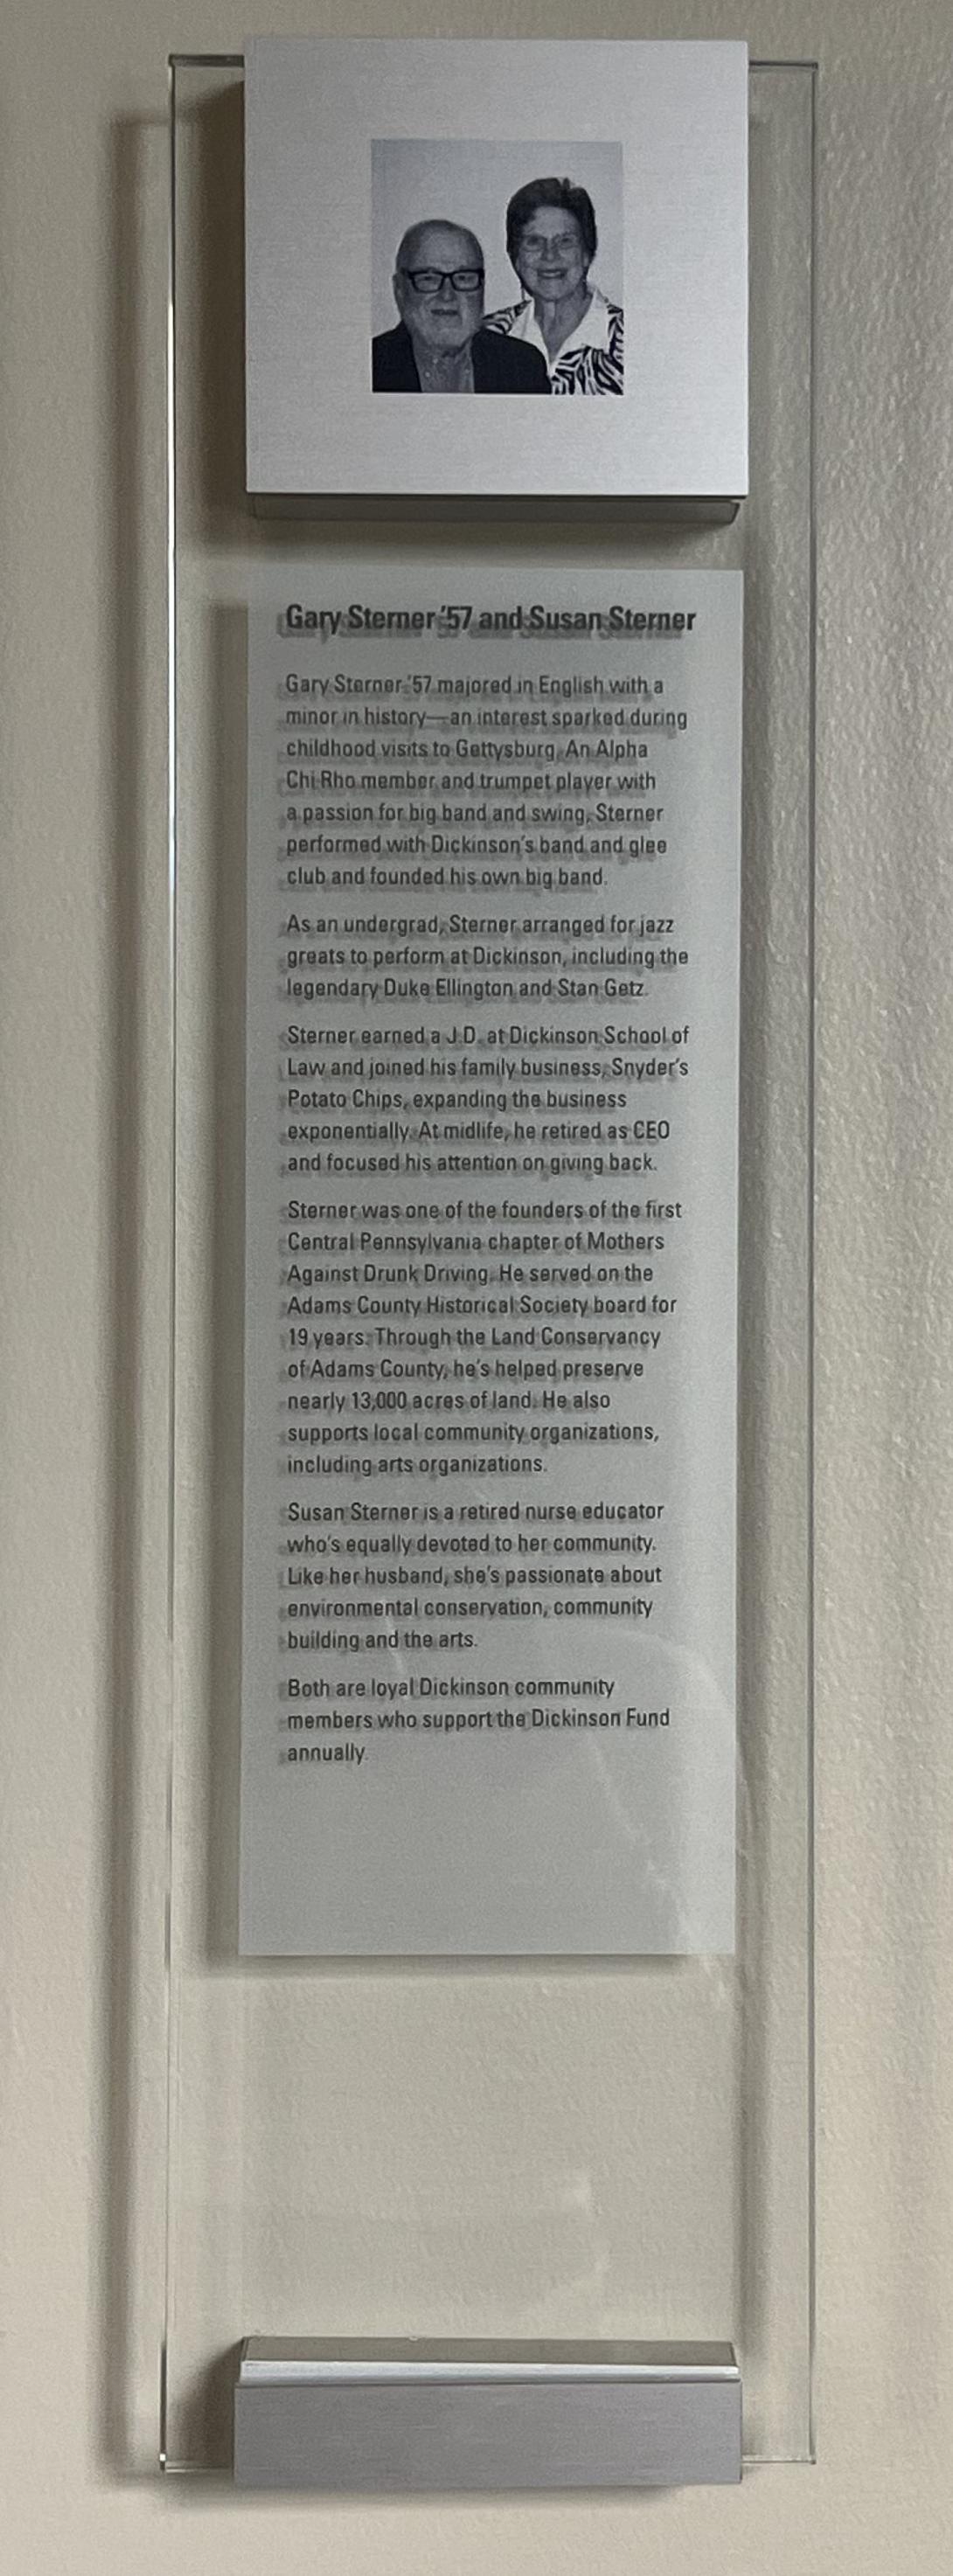 Gary Sterner ’57 and Susan Sterner
Gary Sterner ’57 majored in English with a
minor in history—an interest sparked during
childhood visits to Gettysburg. An Alpha
Chi Rho member and trumpet player with
a passion for big band and swing, Sterner
performed with Dickinson’s band and glee
club and founded his own big band.
As an undergrad, Sterner arranged for jazz
greats to perform at Dickinson, including the
legendary Duke Ellington and Stan Getz.
Sterner earned a J.D. at Dickinson School of
Law and joined his family business, Snyder’s
Potato Chips, expanding the business
exponentially. At midlife, he retired as CEO
and focused his attention on giving back.
Sterner was one of the founders of the first
Central Pennsylvania chapter of Mothers
Against Drunk Driving. He served on the
Adams County Historical Society board for
19 years. Through the Land Conservancy
of Adams County, he’s helped preserve
nearly 13,000 acres of land. He also
supports local community organizations,
including arts organizations.
Susan Sterner is a retired nurse educator
who’s equally devoted to her community.
Like her husband, she’s passionate about
environmental conservation, community
building and the arts.
Both are loyal Dickinson community
members who support the Dickinson Fund
annually.